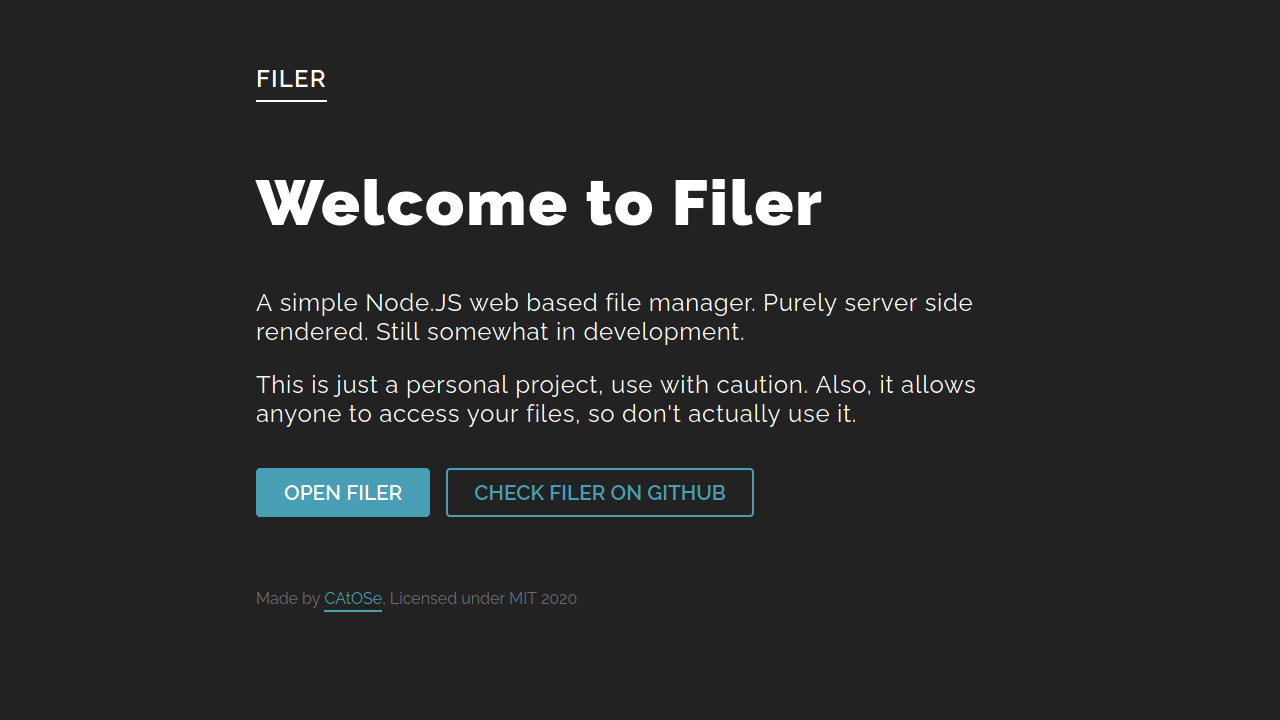 FILER
Welcome to Filer
A simple Node.JS web based file manager. Purely server side
rendered. Still somewhat in development.
This is just a personal project, use with caution. Also, it allows
anyone to access your files, so don't actually use it.
OPEN FILER
CHECK FILER ON GITHUB
Made by CAtOSe, Licensed under MIT 2020